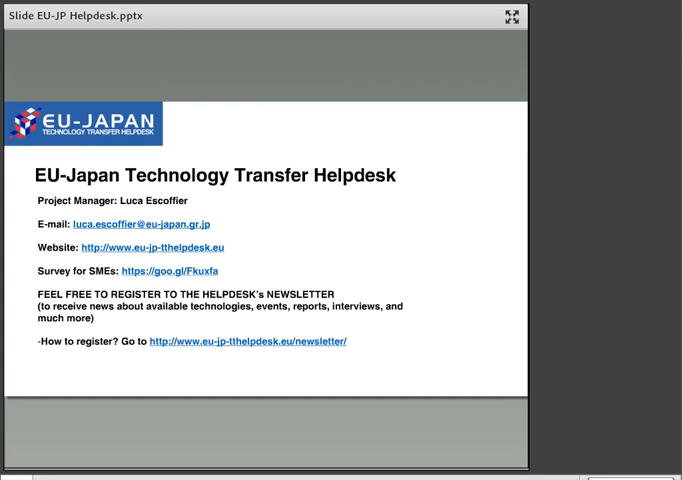 Slide EU-JP Helpdesk.pptx
EU-JAPAN
TECHNOLOGY TRANSFER HELPDESK
EU-Japan Technology Transfer Helpdesk
Project Manager: Luca Escoffier
E-mail: luca.escoffier@eu-japan.gr.jp
Website: http://www.eu-jp-tthelpdesk.eu
Survey for SMEs: https://goo.gl/Fkuxfa
FEEL FREE TO REGISTER TO THE HELPDESK's NEWSLETTER
(to receive news about available technologies, events, reports, interviews, and
much more)
-How to register? Go to http://www.eu-jp-tthelpdesk.eu/newsletter/